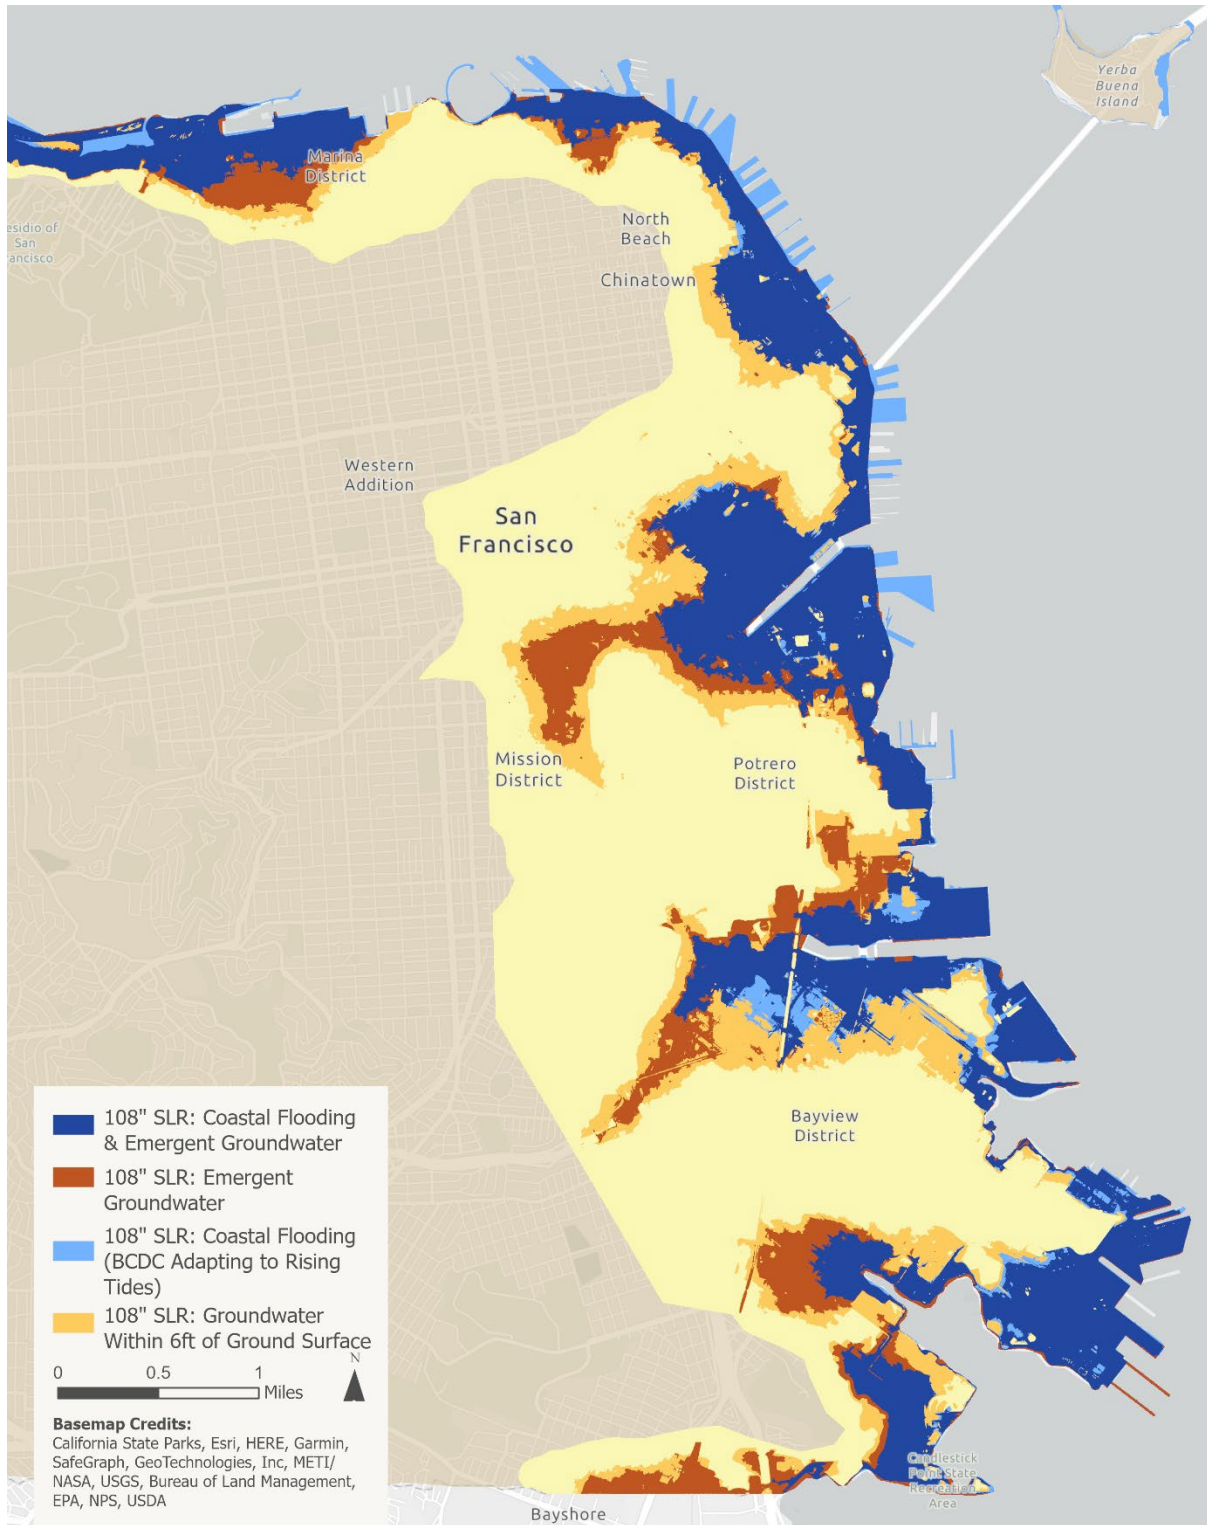 Yerba
Buena
Island
Marina
District
esidio of
San
ancisco
North
Beach
Chinatown
Western
Addition
San
Francisco
Mission
District
Potrero
District
Bayview
District
108" SLR: Coastal Flooding
& Emergent Groundwater
108" SLR: Emergent
Groundwater
108" SLR: Coastal Flooding
(BCDC Adapting to Rising
Tides)
108" SLR: Groundwater
Within 6ft of Ground Surface
N
0 0.5 1
Miles
Basemap Credits:
California State Parks, Esri, HERE, Garmin,
SafeGraph, GeoTechnologies, Inc, METI/
NASA, USGS, Bureau of Land Management,
EPA, NPS, USDA
Candlestick
Point State
Recreation
Area
Bayshore